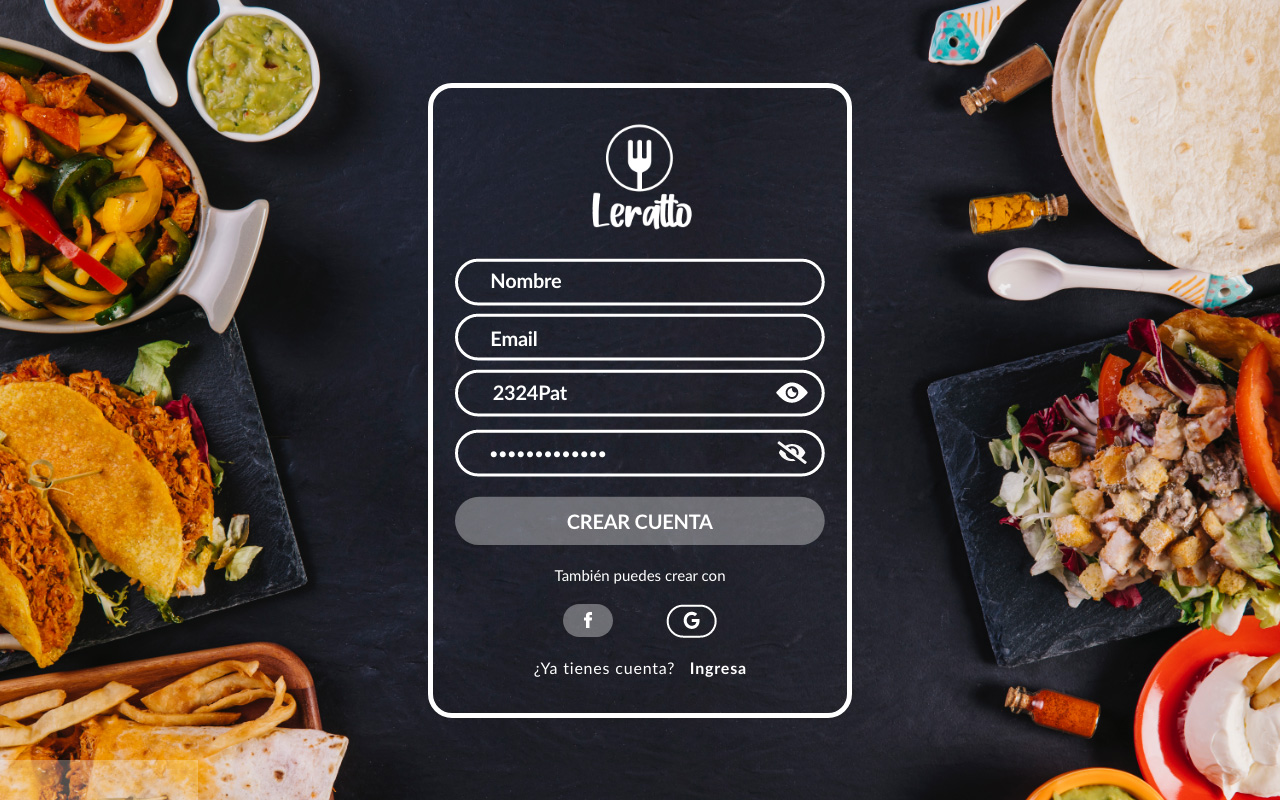 Leratto
Nombre
Email
2324Pat
•••••••••••••
CREAR CUENTA
También puedes crear con
f G
¿Ya tienes cuenta? Ingresa